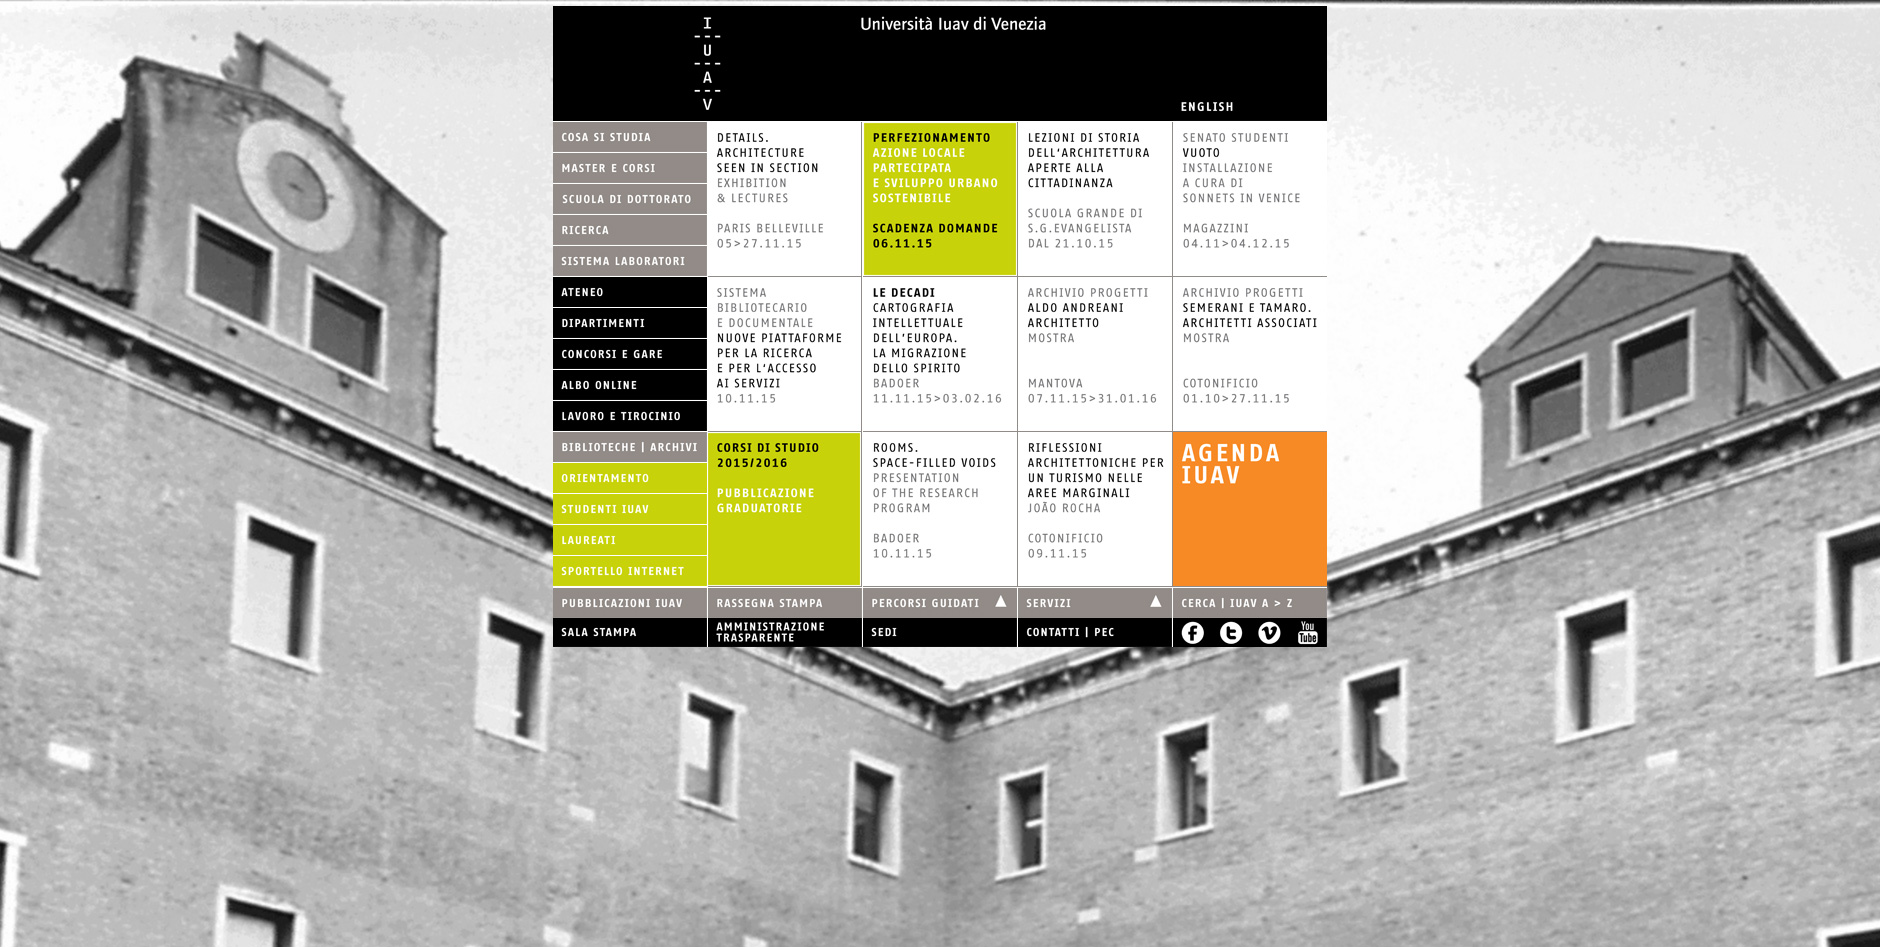 I
U
A
V
Università Iuav di Venezia
ENGLISH
COSA SI STUDIA
MASTER E CORSI
SCUOLA DI DOTTORATO
RICERCA
SISTEMA LABORATORI
ATENEO
DIPARTIMENTI
CONCORSI E GARE
ALBO ONLINE
LAVORO E TIROCINIO
BIBLIOTECHE | ARCHIVI
ORIENTAMENTO
STUDENTI IUAV
LAUREATI
SPORTELLO INTERNET
DETAILS.
ARCHITECTURE
SEEN IN SECTION
EXHIBITION
& LECTURES
PARIS BELLEVILLE
05>27.11.15
PERFEZIONAMENTO
AZIONE LOCALE
PARTECIPATA
E SVILUPPO URBANO
SOSTENIBILE
SCADENZA DOMANDE
06.11.15
LEZIONI DI STORIA
DELL'ARCHITETTURA
APERTE ALLA
CITTADINANZA
SCUOLA GRANDE DI
S.G.EVANGELISTA
DAL 21.10.15
SENATO STUDENTI
VUOTO
INSTALLAZIONE
A CURA DI
SONNETS IN VENICE
MAGAZZINI
04.11>04.12.15
SISTEMA
BIBLIOTECARIO
E DOCUMENTALE
NUOVE PIATTAFORME
PER LA RICERCA
E PER L'ACCESSO
AI SERVIZI
10.11.15
LE DECADI
CARTOGRAFIA
INTELLETTUALE
DELL'EUROPA.
LA MIGRAZIONE
DELLO SPIRITO
BADOER
11.11.15>03.02.16
ARCHIVIO PROGETTI
ALDO ANDREANI
ARCHITETTO
MOSTRA
MANTOVA
07.11.15>31.01.16
ARCHIVIO PROGETTI
SEMERANI E TAMARO.
ARCHITETTI ASSOCIATI
MOSTRA
COTONIFICIO
01.10>27.11.15
CORSI DI STUDIO
2015/2016
PUBBLICAZIONE
GRADUATORIE
ROOMS.
SPACE-FILLED VOIDS
PRESENTATION
OF THE RESEARCH
PROGRAM
BADOER
10.11.15
RIFLESSIONI
ARCHITETTONICHE PER
UN TURISMO NELLE
AREE MARGINALI
JOÃO ROCHA
COTONIFICIO
09.11.15
AGENDA
IUAV
PUBBLICAZIONI IUAV
RASSEGNA STAMPA
PERCORSI GUIDATI
SERVIZI
CERCA | IUAV A > Z
SALA STAMPA
AMMINISTRAZIONE
TRASPARENTE
SEDI
CONTATTI | PEC
You
Tube